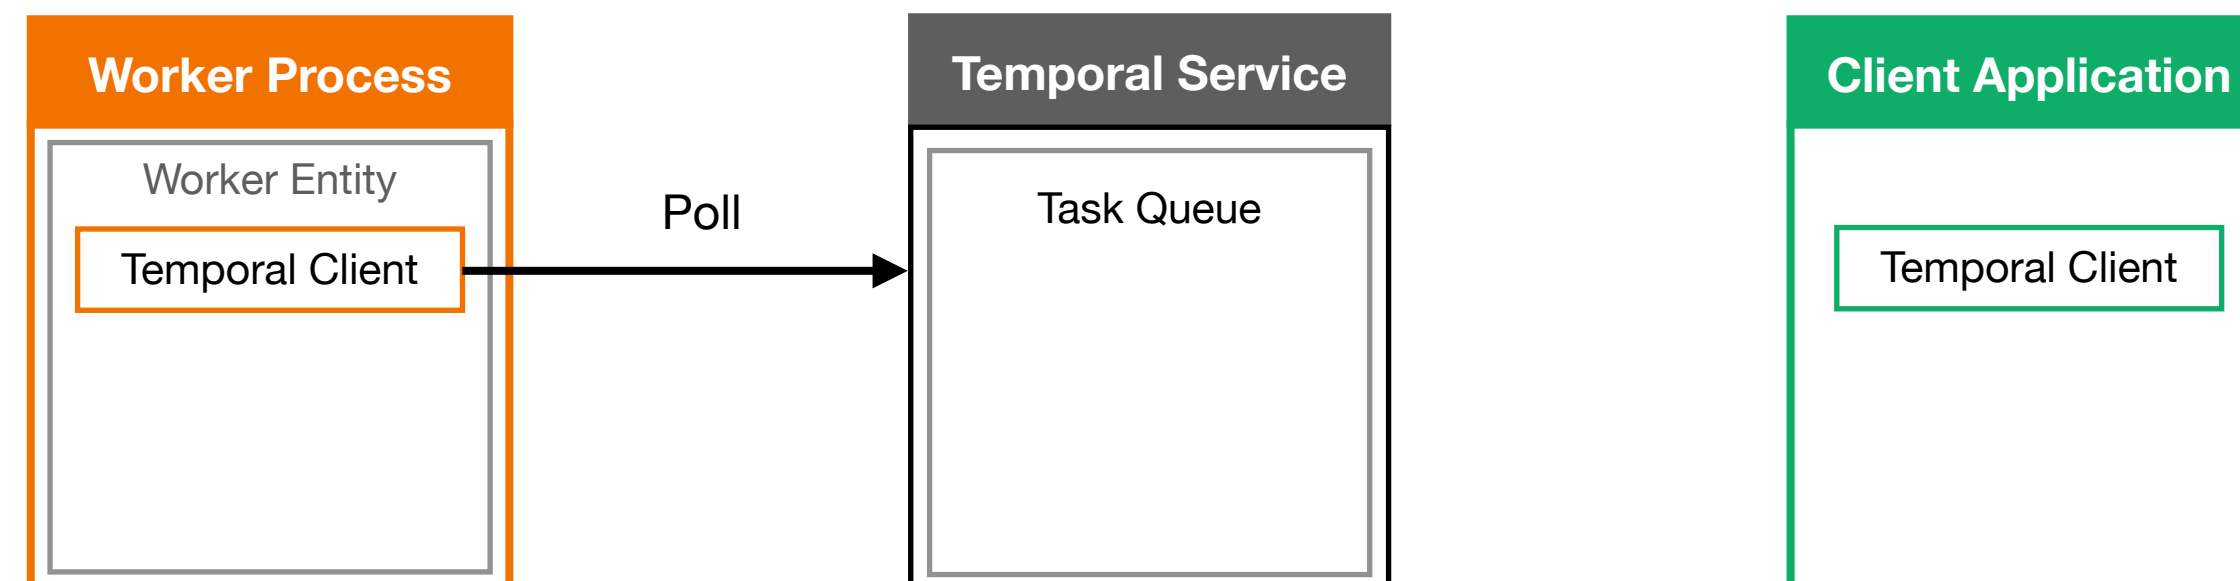 Worker Process
Temporal Service
Client Application
Worker Entity
Poll
Task Queue
Temporal Client
Temporal Client